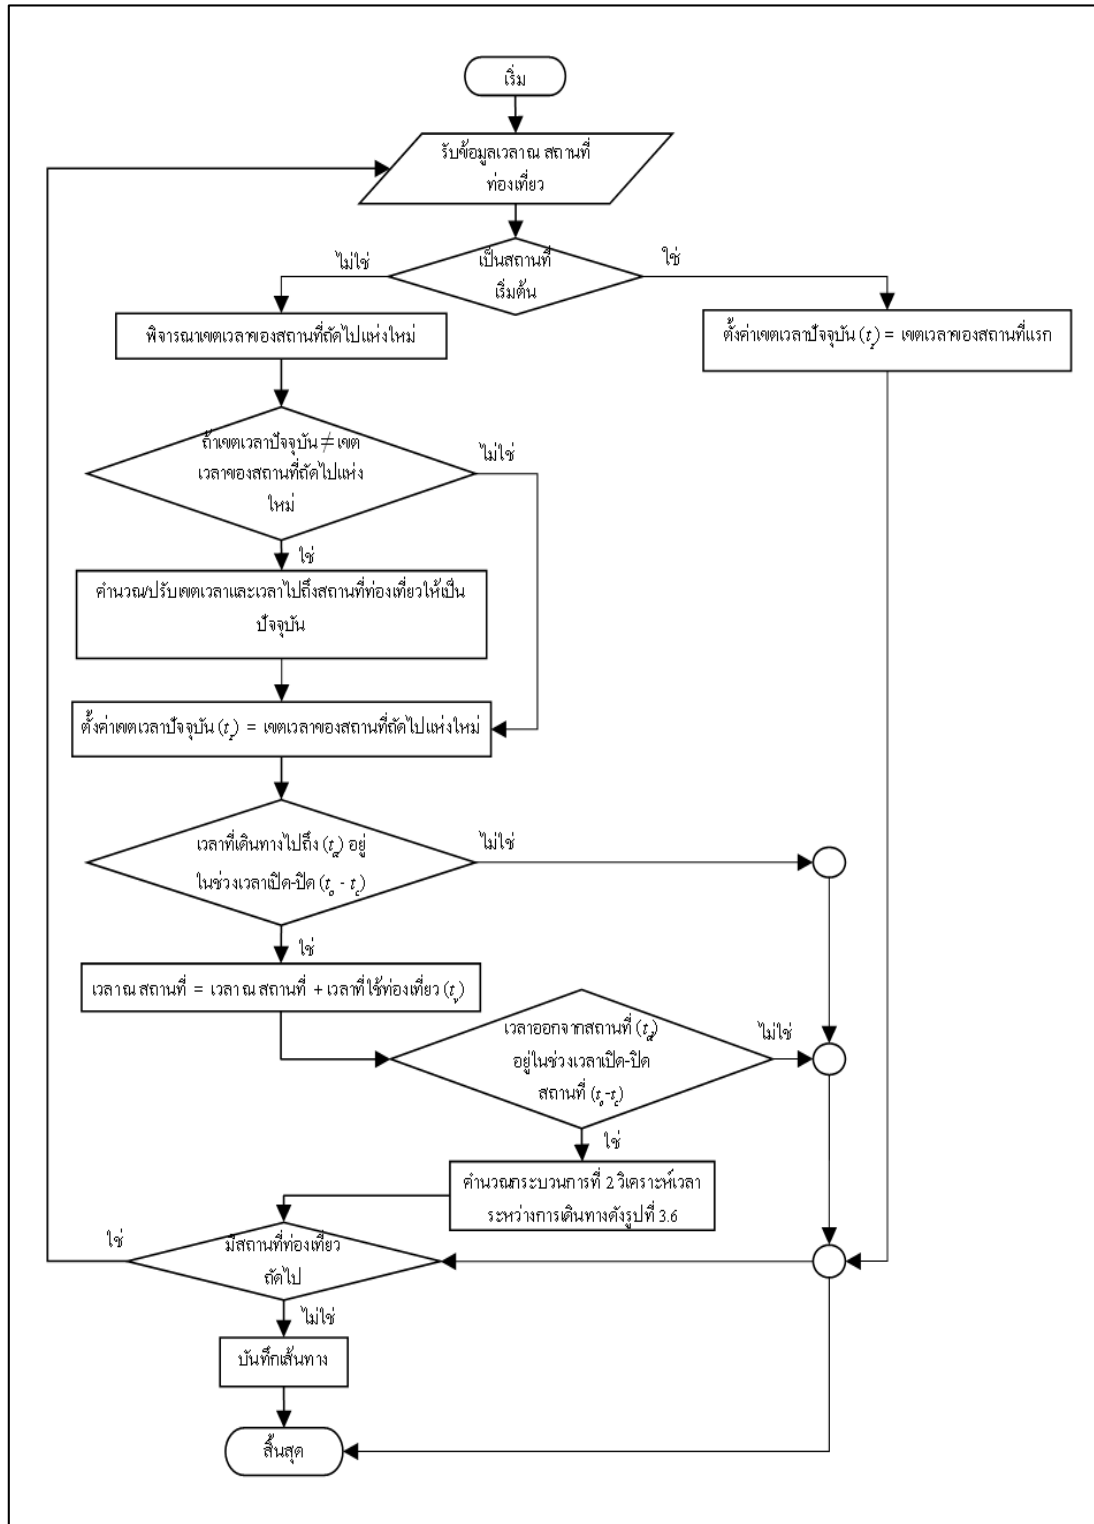 เริ่ม
รับข้อมูลเวลา ณ สถานที่
ท่องเที่ยว
เป็นสถานที่
เริ่มต้น
ไม่ใช่
ใช่
พิจารณาเขตเวลาของสถานที่ถัดไปแห่งใหม่
ตั้งค่าเขตเวลาปัจจุบัน (t_z) = เขตเวลาของสถานที่แรก
ถ้าเขตเวลาปัจจุบัน ≠ เขต
เวลาของสถานที่ถัดไปแห่ง
ใหม่
ไม่ใช่
ใช่
คำนวณ/ปรับเขตเวลาและเวลาไปถึงสถานที่ท่องเที่ยวให้เป็น
ปัจจุบัน
ตั้งค่าเขตเวลาปัจจุบัน (t_z) = เขตเวลาของสถานที่ถัดไปแห่งใหม่
เวลาที่เดินทางไปถึง (t_a) อยู่
ในช่วงเวลาเปิด-ปิด (t_o - t_c)
ไม่ใช่
ใช่
เวลา ณ สถานที่ = เวลา ณ สถานที่ + เวลาที่ใช้ท่องเที่ยว (t_v)
เวลาออกจากสถานที่ (t_d)
อยู่ในช่วงเวลาเปิด-ปิด
สถานที่ (t_o-t_c)
ไม่ใช่
ใช่
คำนวณกระบวนการที่ 2 วิเคราะห์เวลา
ระหว่างการเดินทางดังรูปที่ 3.6
มีสถานที่ท่องเที่ยว
ถัดไป
ใช่
ไม่ใช่
บันทึกเส้นทาง
สิ้นสุด